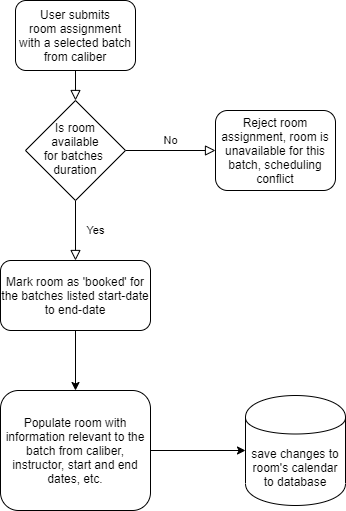 User submits
room assignment
with a selected batch
from caliber
Is room
available
for batches
duration
No
Reject room
assignment, room is
unavailable for this
batch, scheduling
conflict
Yes
Mark room as 'booked' for
the batches listed start-date
to end-date
Populate room with
information relevant to the
batch from caliber,
instructor, start and end
dates, etc.
save changes to
room's calendar
to database